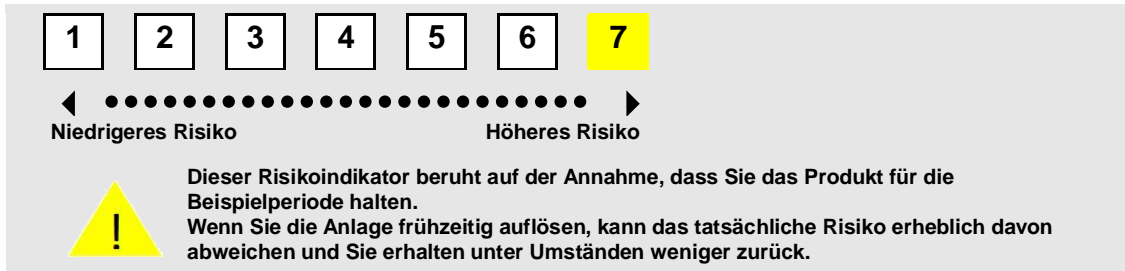 1 2 3 4 5 6 7
Niedrigeres Risiko Höheres Risiko
Dieser Risikoindikator beruht auf der Annahme, dass Sie das Produkt für die
Beispielperiode halten.
Wenn Sie die Anlage frühzeitig auflösen, kann das tatsächliche Risiko erheblich davon
abweichen und Sie erhalten unter Umständen weniger zurück.
!